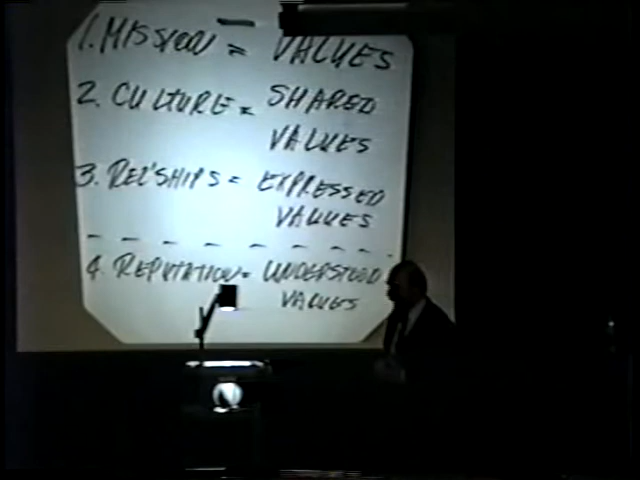 1. MISSION = VALUES
2. CULTURE = SHARED
VALUES
3. REL'SHIPS = EXPRESSED
VALUES
4. REPUTATION = UNDERSTOOD
VALUES